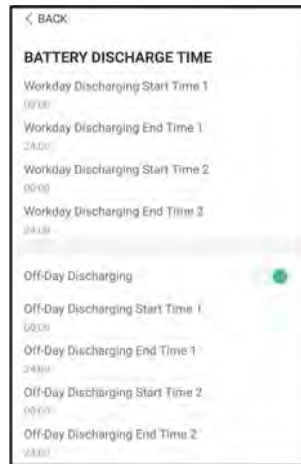 < BACK
BATTERY DISCHARGE TIME
Workday Discharging Start Time 1
00:00
Workday Discharging End Time 1
24:00
Workday Discharging Start Time 2
00:00
Workday Discharging End Time 2
24:00
Off-Day Discharging
Off-Day Discharging Start Time 1
00:00
Off-Day Discharging End Time 1
24:00
Off-Day Discharging Start Time 2
00:00
Off-Day Discharging End Time 2
24:00